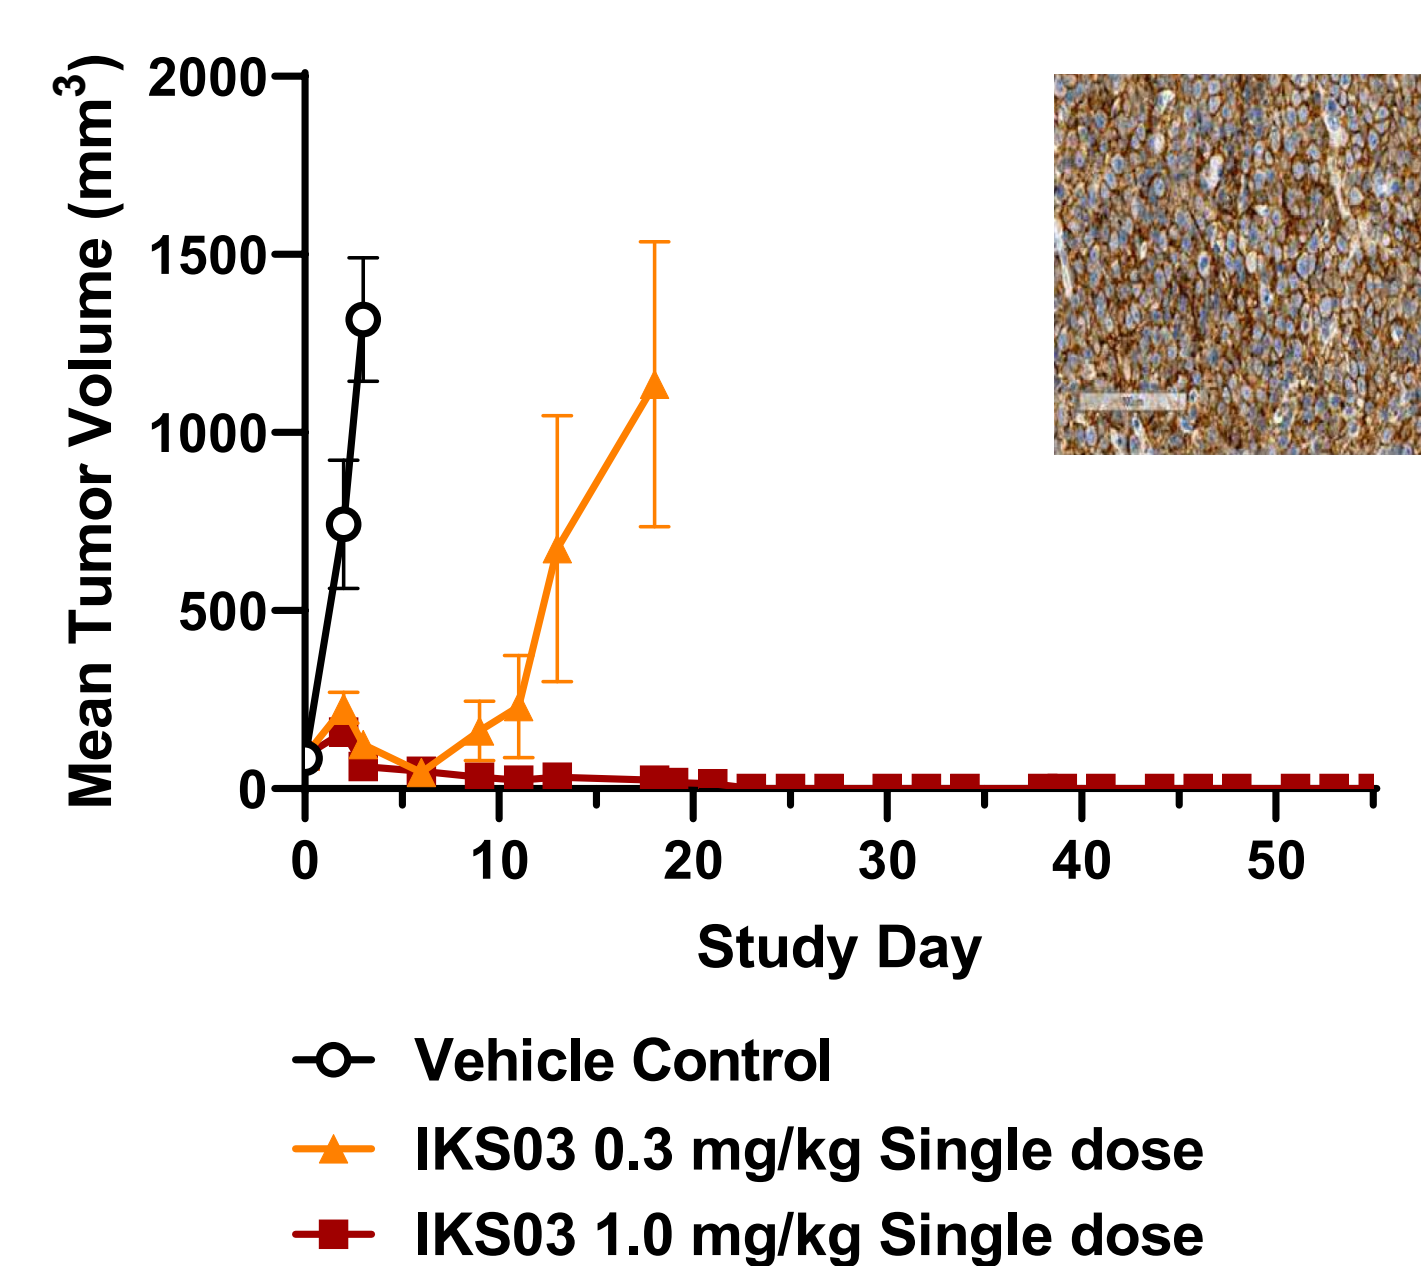 Mean Tumor Volume (mm³)
2000
1500
1000
500
0
0 10 20 30 40 50
Study Day
Vehicle Control
IKS03 0.3 mg/kg Single dose
IKS03 1.0 mg/kg Single dose